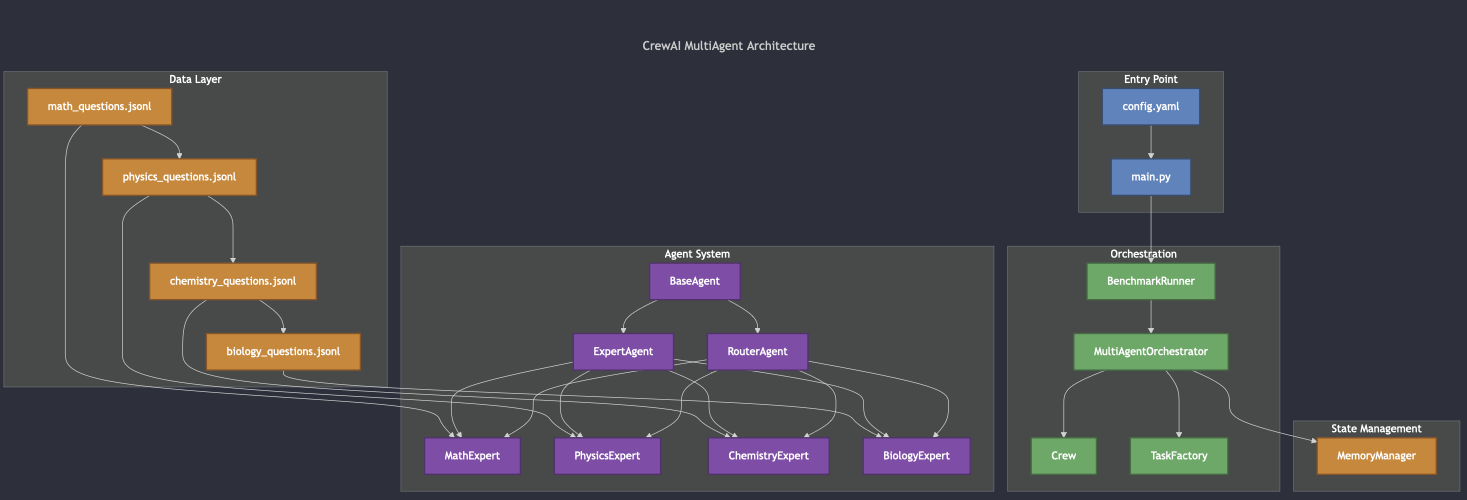 CrewAI MultiAgent Architecture
Data Layer
math_questions.jsonl
physics_questions.jsonl
chemistry_questions.jsonl
biology_questions.jsonl
Agent System
BaseAgent
ExpertAgent
RouterAgent
MathExpert
PhysicsExpert
ChemistryExpert
BiologyExpert
Entry Point
config.yaml
main.py
Orchestration
BenchmarkRunner
MultiAgentOrchestrator
Crew
TaskFactory
State Management
MemoryManager